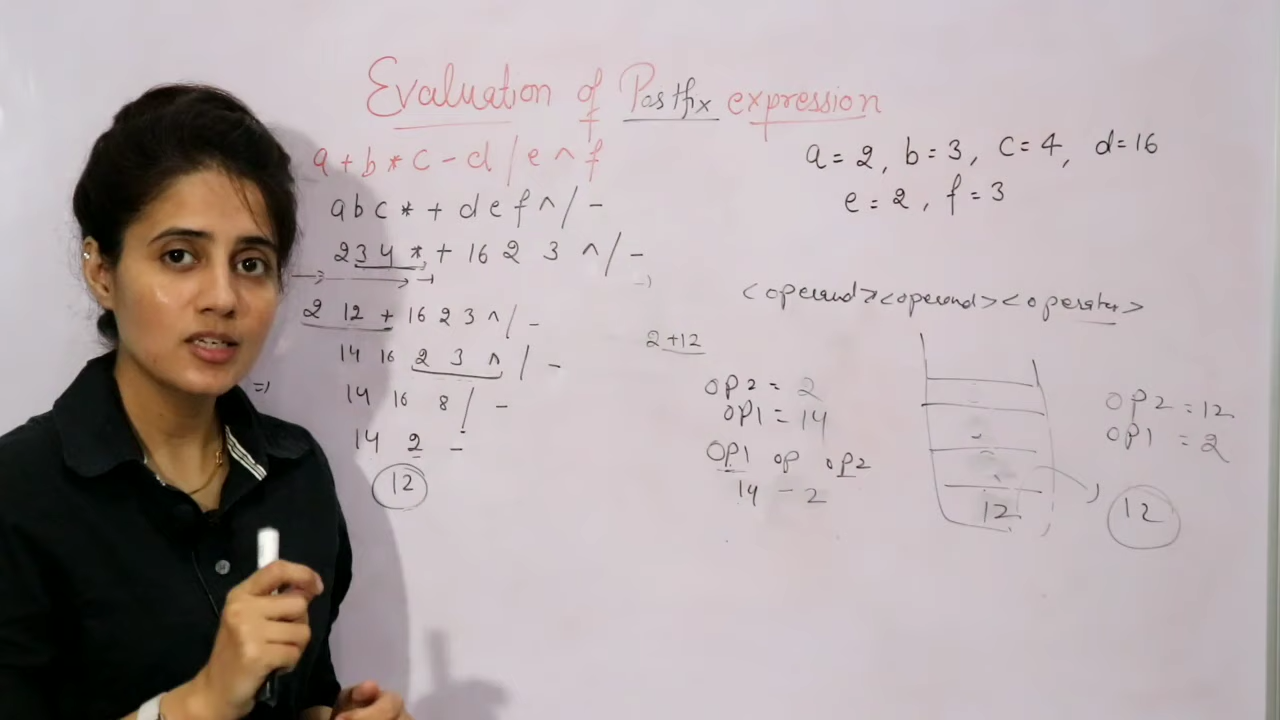 Evaluation of Postfix expression
a + b * c - d / e ^ f
a b c * + d e f ^ / -
2 3 4 * + 16 2 3 ^ / -
2 12 + 16 2 3 ^ / -
14 16 2 3 ^ / -
=> 14 16 8 / -
14 2 -
12
a = 2, b = 3, c = 4, d = 16
e = 2, f = 3
<operand><operand><operator>
2 + 12
op2 = 2
op1 = 14
op1 op op2
14 - 2
12
op2 = 12
op1 = 2
12